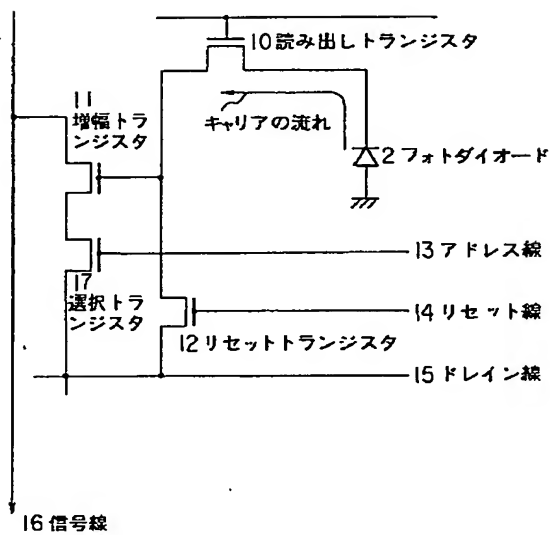 10読み出しトランジスタ
11
増幅トラ
ンジスタ
キャリアの流れ
2フォトダイオード
13アドレス線
17
選択トラ
ンジスタ
14リセット線
12リセットトランジスタ
15ドレイン線
16信号線